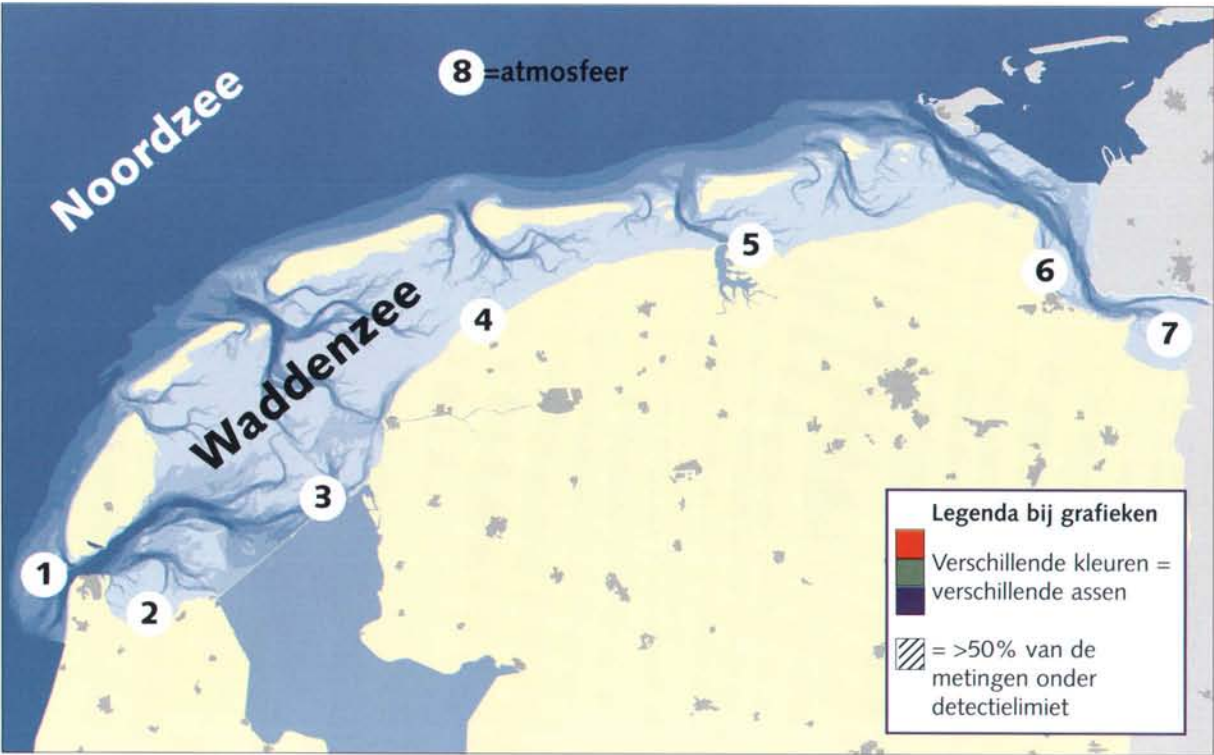 8 =atmosfeer
Noordzee
Waddenzee
5
6
4
7
3
1
2
Legenda bij grafieken
Verschillende kleuren =
verschillende assen
= >50% van de
metingen onder
detectielimiet